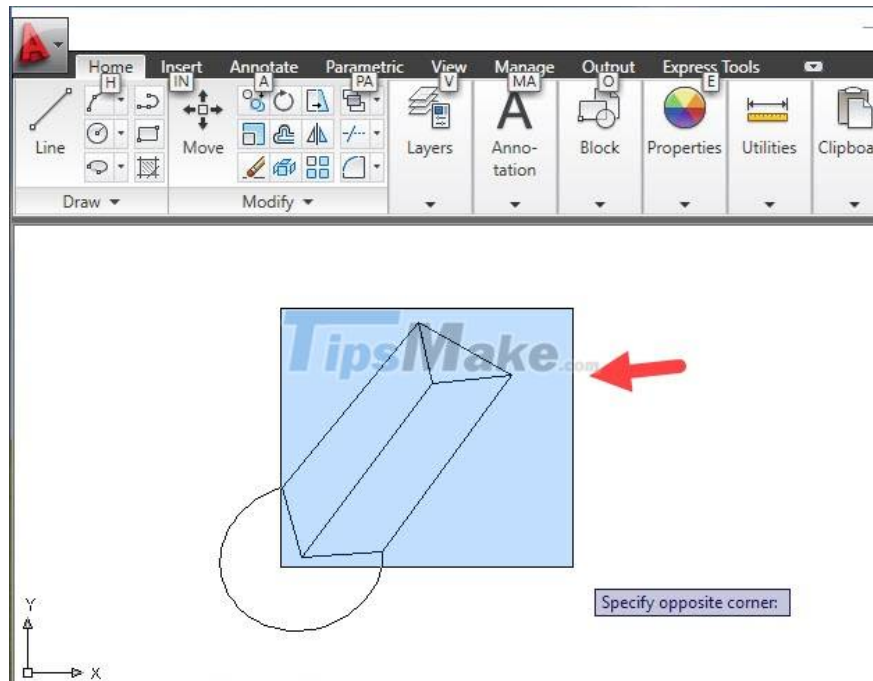 Home Insert Annotate Parametric View Manage Output Express Tools
H IN A PA V MA O E
Line Move Layers Anno-
tation Block Properties Utilities Clipboa
Draw Modify
TipsMake.com
Specify opposite corner:
Y
X